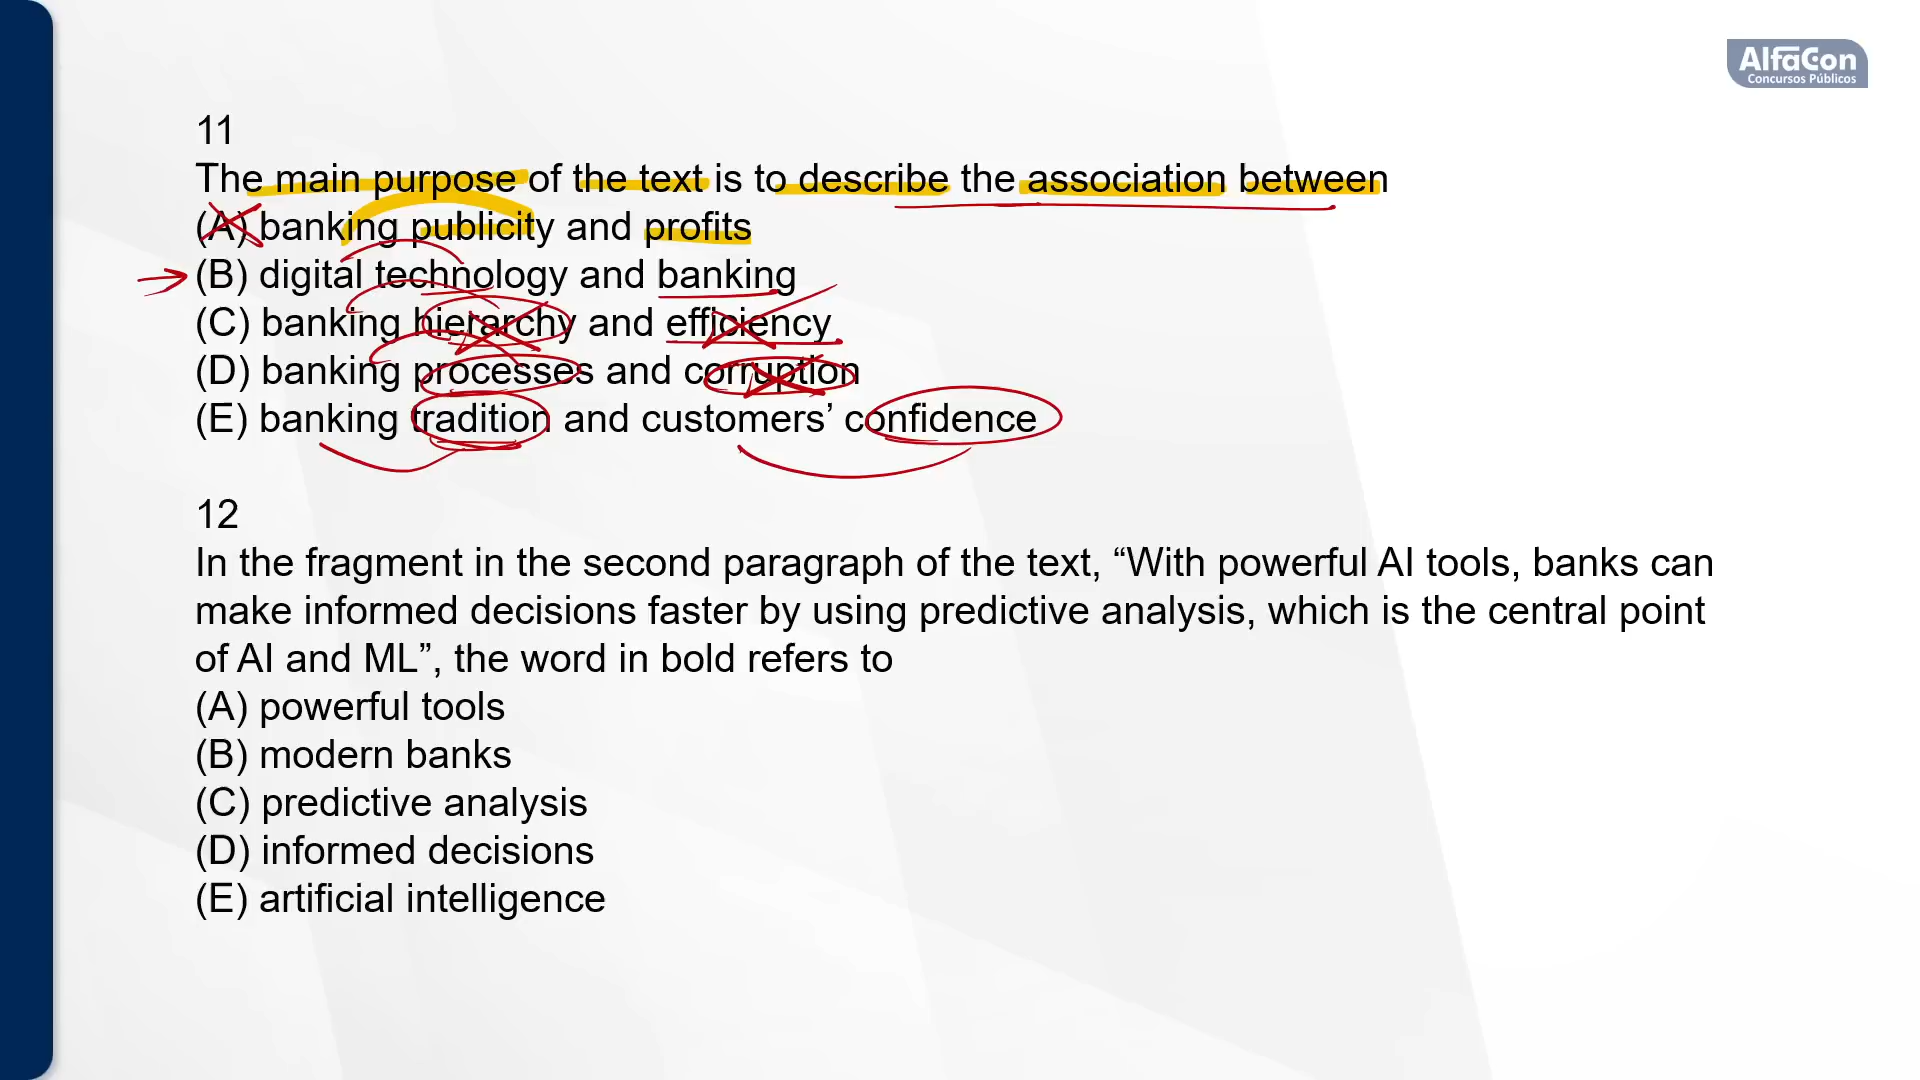 AlfaCon
Concursos Públicos
11
The main purpose of the text is to describe the association between
(A) banking publicity and profits
(B) digital technology and banking
(C) banking hierarchy and efficiency
(D) banking processes and corruption
(E) banking tradition and customers’ confidence
12
In the fragment in the second paragraph of the text, “With powerful AI tools, banks can
make informed decisions faster by using predictive analysis, which is the central point
of AI and ML”, the word in bold refers to
(A) powerful tools
(B) modern banks
(C) predictive analysis
(D) informed decisions
(E) artificial intelligence